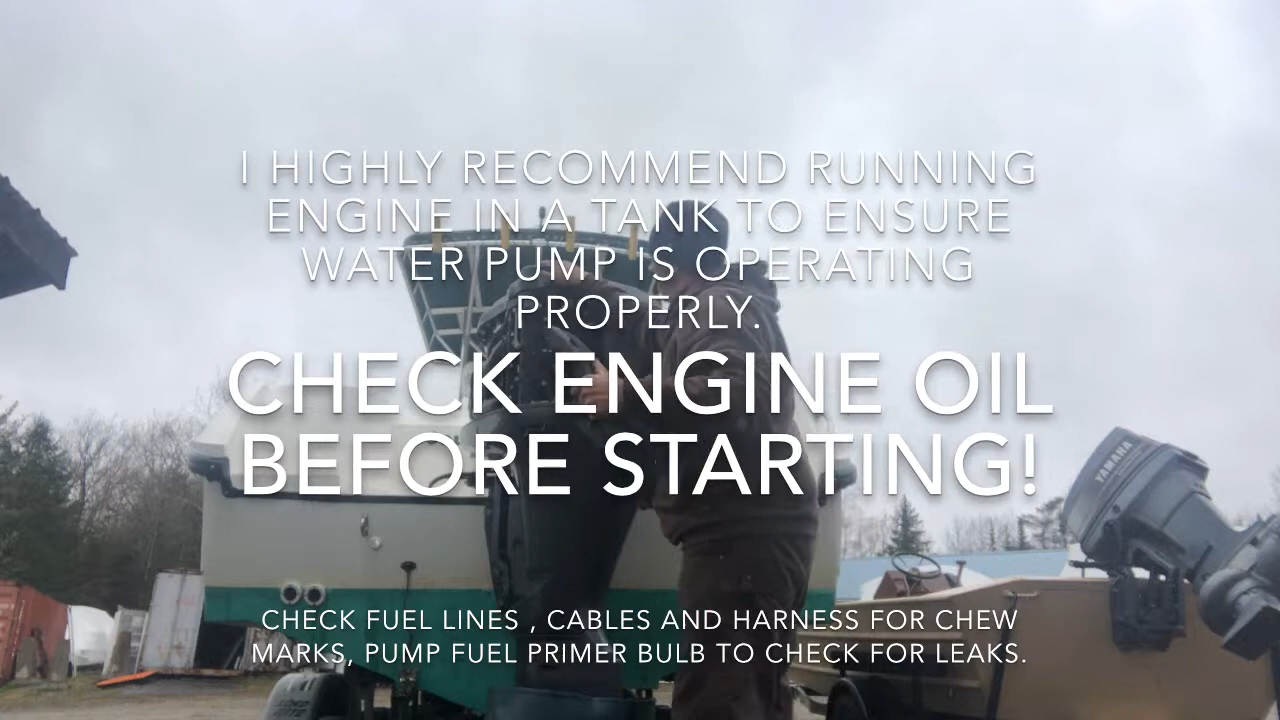 I HIGHLY RECOMMEND RUNNING
ENGINE IN A TANK TO ENSURE
WATER PUMP IS OPERATING
PROPERLY.
CHECK ENGINE OIL
BEFORE STARTING!
YAMAHA
CHECK FUEL LINES , CABLES AND HARNESS FOR CHEW
MARKS, PUMP FUEL PRIMER BULB TO CHECK FOR LEAKS.